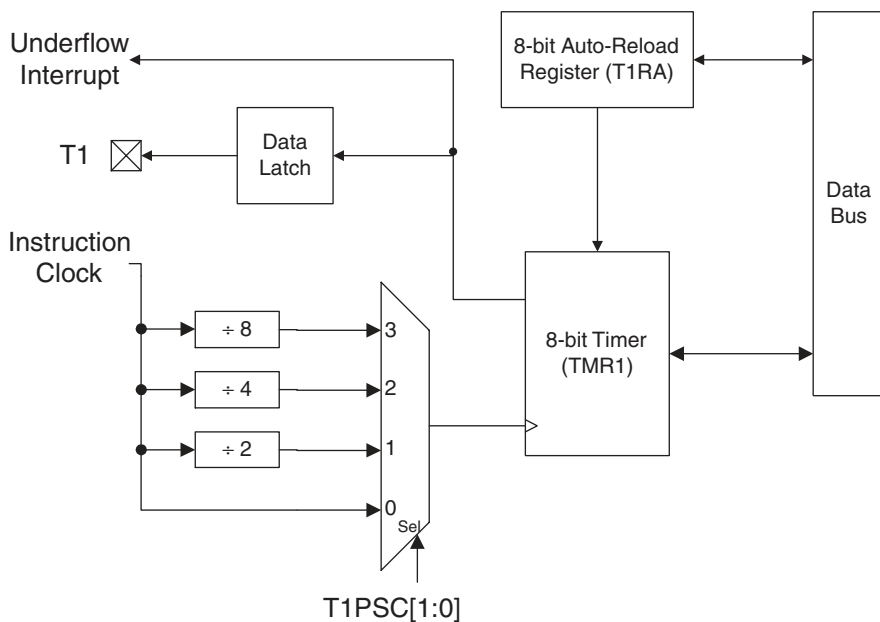 Underflow
Interrupt
8-bit Auto-Reload
Register (T1RA)
T1
Data
Latch
Data
Bus
Instruction
Clock
÷ 8
3
8-bit Timer
(TMR1)
÷ 4
2
÷ 2
1
0
Sel
T1PSC[1:0]